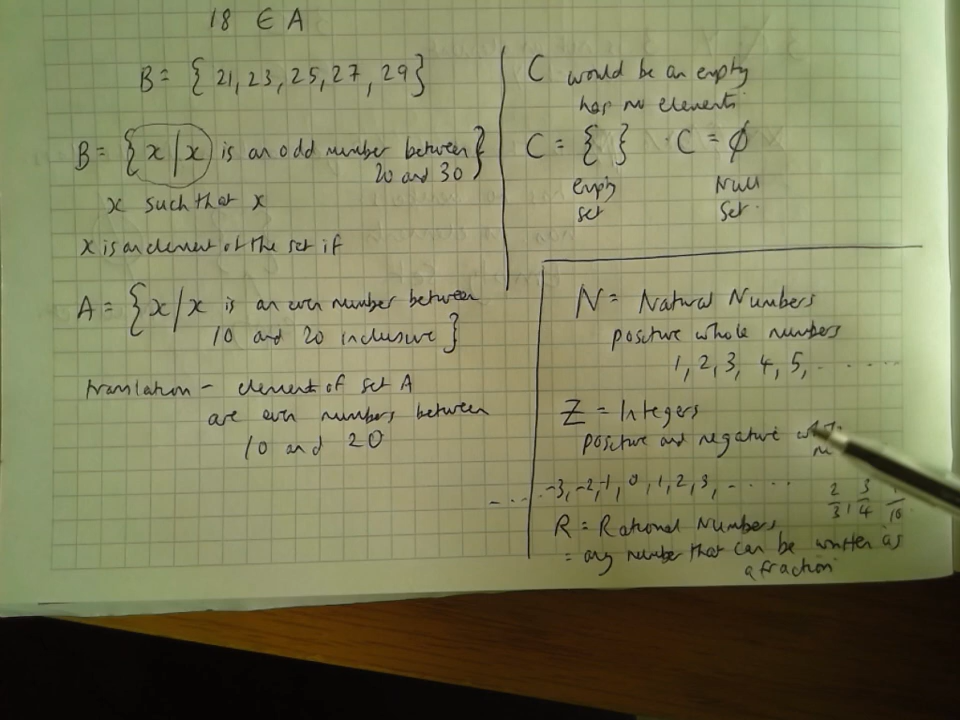 18 ∈ A
B = { 21, 23, 25, 27, 29 }
B = { x / x is an odd number between
20 and 30 }
x such that x
x is an element of the set if
A = { x / x is an even number between
10 and 20 inclusive }
translation - element of set A
are even numbers between
10 and 20
C would be an empty
has no elements
C = { } . C = ∅
empty Null
set set.
N = Natural Numbers
positive whole numbers
1, 2, 3, 4, 5, . . . . .
Z = Integers
positive and negative
- ... -3, -2, -1, 0, 1, 2, 3, - . . . .
2/3, 3/4
R = Rational Numbers
= any number that can be written as
a fraction